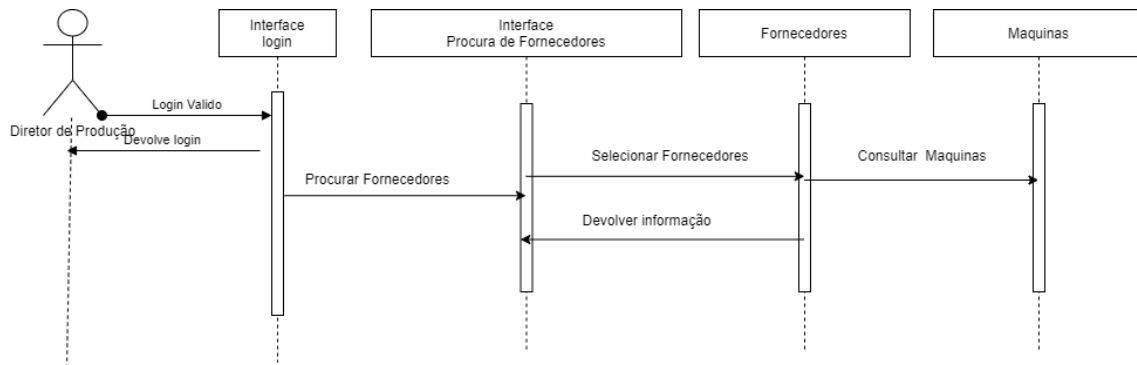 Interface
login
Interface
Procura de Fornecedores
Fornecedores
Maquinas
Login Valido
Diretor de Produção
Devolve login
Selecionar Fornecedores
Consultar Maquinas
Procurar Fornecedores
Devolver informação